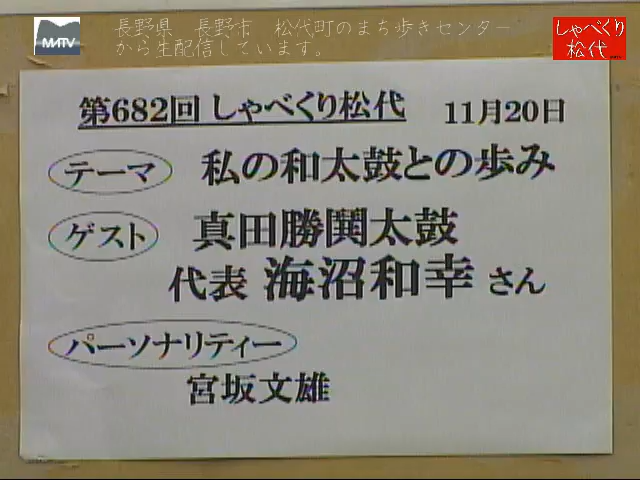 MATV
長野県 長野市 松代町のまち歩きセンター
から生配信しています。
しゃべくり
松代
第682回 しゃべくり松代 11月20日
テーマ 私の和太鼓との歩み
ゲスト 真田勝鬨太鼓
代表 海沼和幸 さん
パーソナリティー
宮坂文雄